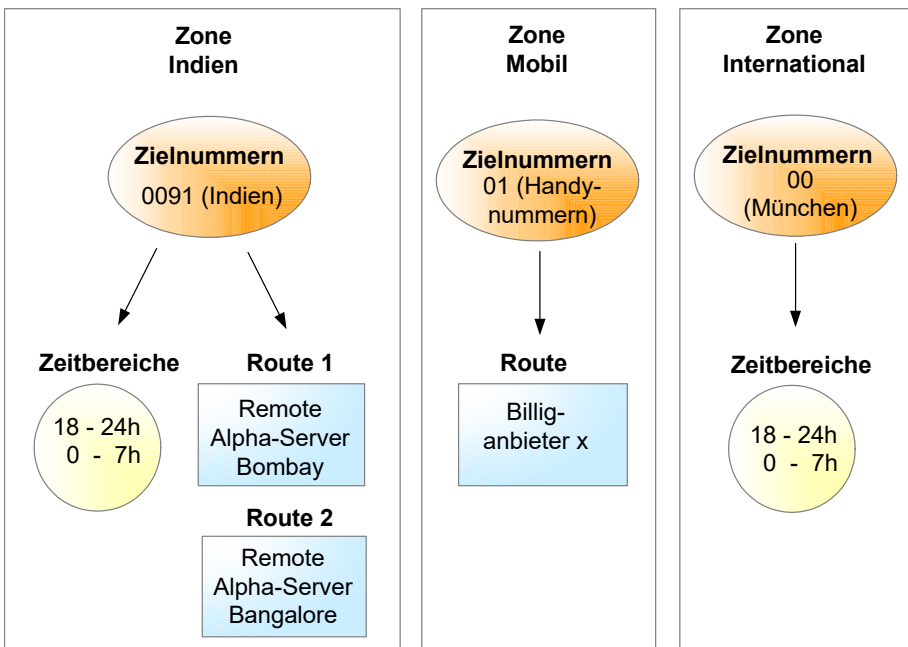 Zone
Indien
Zielnummern
0091 (Indien)
Zeitbereiche
18 - 24h
0 - 7h
Route 1
Remote
Alpha-Server
Bombay
Route 2
Remote
Alpha-Server
Bangalore
Zone
Mobil
Zielnummern
01 (Handy-
nummern)
Route
Billig-
anbieter x
Zone
International
Zielnummern
00
(München)
Zeitbereiche
18 - 24h
0 - 7h